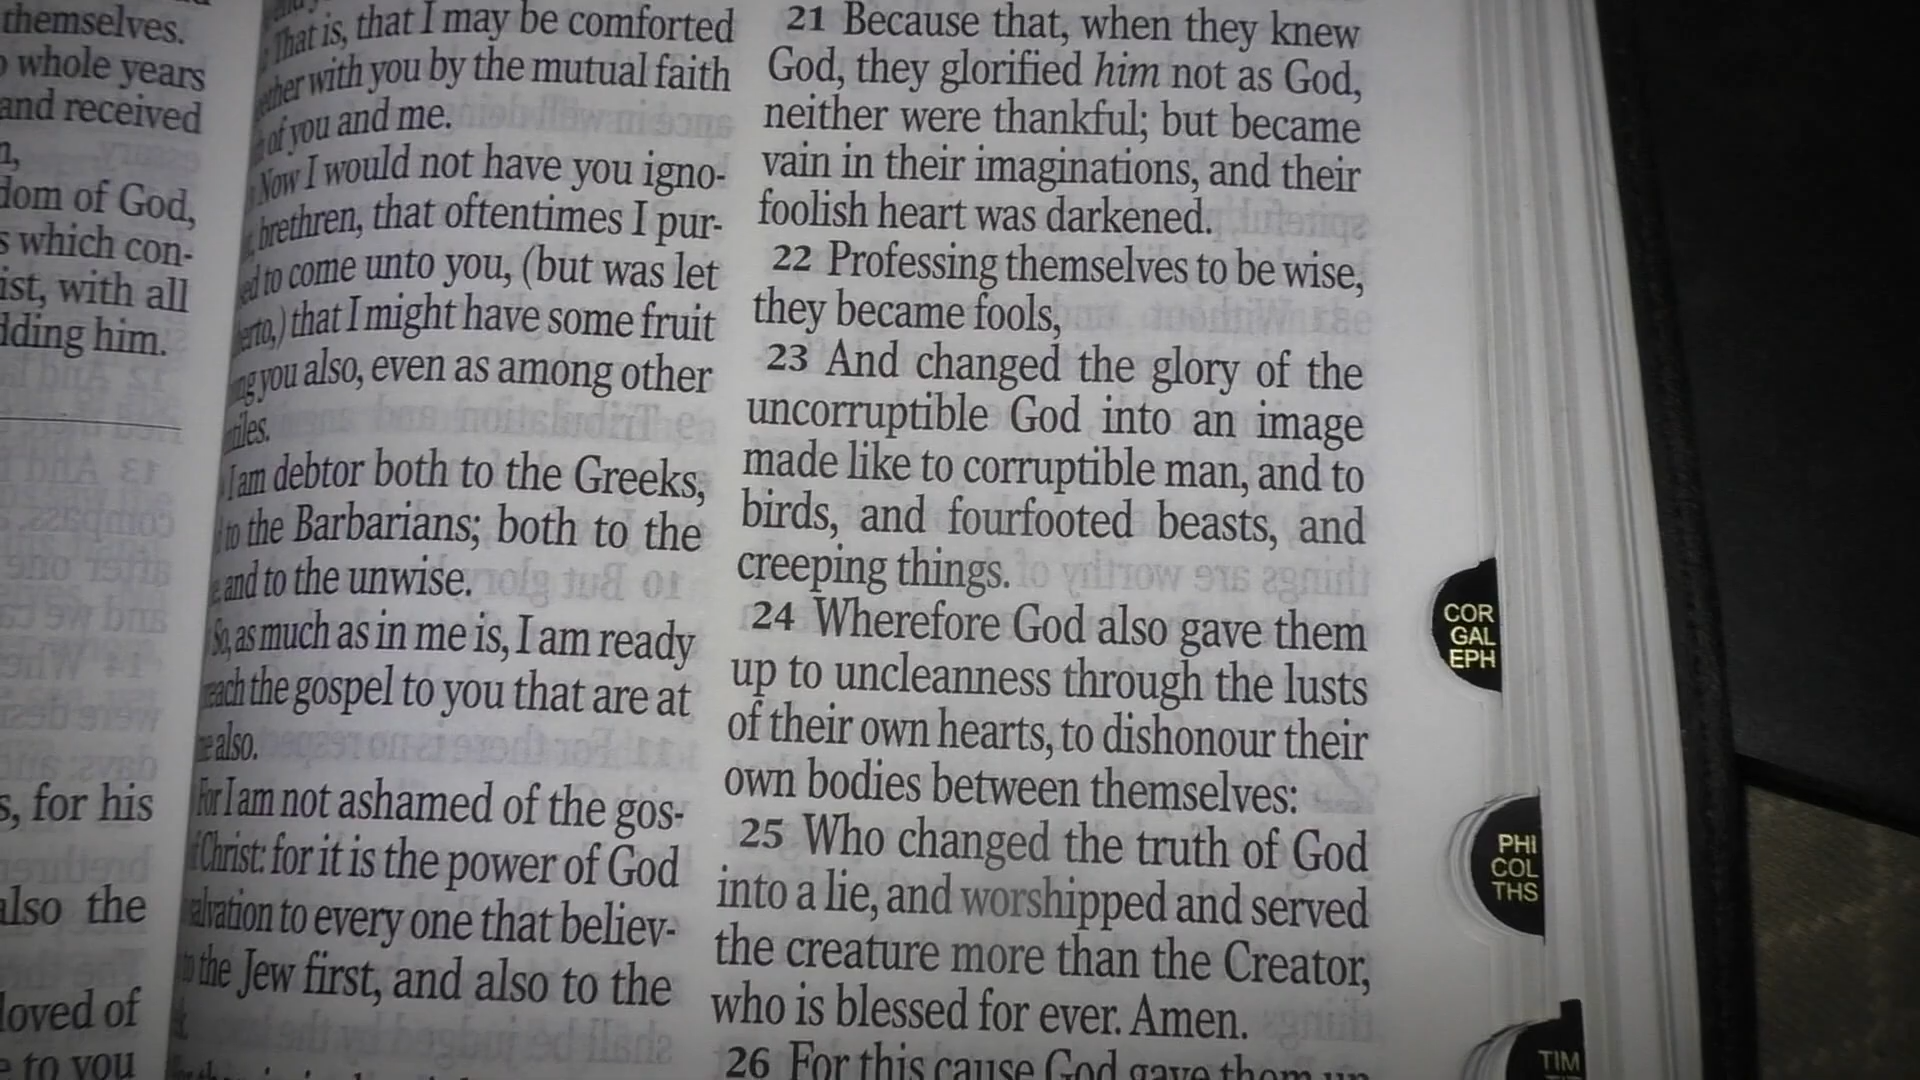 themselves.
whole years
and received
of God,
which con-
with all
him.
for his
also the
of
to you
That is, that I may be comforted
with you by the mutual faith
of you and me.
Now I would not have you igno-
brethren, that oftentimes I pur-
to come unto you, (but was let
that I might have some fruit
you also, even as among other
I am debtor both to the Greeks,
to the Barbarians; both to the
and to the unwise.
So, as much as in me is, I am ready
the gospel to you that are at
also.
For I am not ashamed of the gos-
Christ: for it is the power of God
to every one that believ-
the Jew first, and also to the
21 Because that, when they knew
God, they glorified him not as God,
neither were thankful; but became
vain in their imaginations, and their
foolish heart was darkened.
22 Professing themselves to be wise,
they became fools,
23 And changed the glory of the
uncorruptible God into an image
made like to corruptible man, and to
birds, and fourfooted beasts, and
creeping things.
24 Wherefore God also gave them
up to uncleanness through the lusts
of their own hearts, to dishonour their
own bodies between themselves:
25 Who changed the truth of God
into a lie, and worshipped and served
the creature more than the Creator,
who is blessed for ever. Amen.
26 For this cause God gave them up
COR
GAL
EPH
PHI
COL
THS
TIM